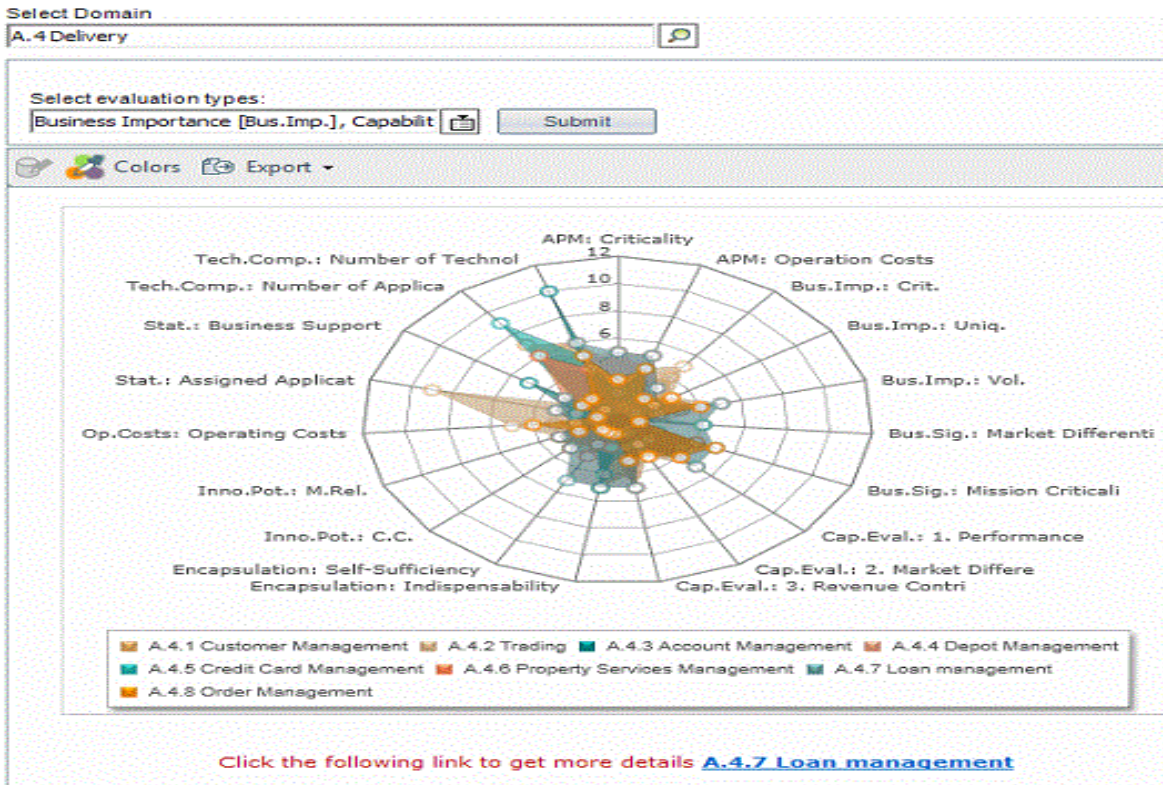 Select Domain
A.4 Delivery
Select evaluation types:
Business Importance [Bus.Imp.], Capabilit
Submit
Colors Export
APM: Criticality
12
Tech.Comp.: Number of Technol
APM: Operation Costs
10
Tech.Comp.: Number of Applica
Bus.Imp.: Crit.
8
Stat.: Business Support
Bus.Imp.: Uniq.
6
Stat.: Assigned Applicat
Bus.Imp.: Vol.
Op.Costs: Operating Costs
Bus.Sig.: Market Differenti
Inno.Pot.: M.Rel.
Bus.Sig.: Mission Criticali
Inno.Pot.: C.C.
Cap.Eval.: 1. Performance
Encapsulation: Self-Sufficiency
Cap.Eval.: 2. Market Differe
Encapsulation: Indispensability
Cap.Eval.: 3. Revenue Contri
A.4.1 Customer Management A.4.2 Trading A.4.3 Account Management A.4.4 Depot Management
A.4.5 Credit Card Management A.4.6 Property Services Management A.4.7 Loan management
A.4.8 Order Management
Click the following link to get more details A.4.7 Loan management